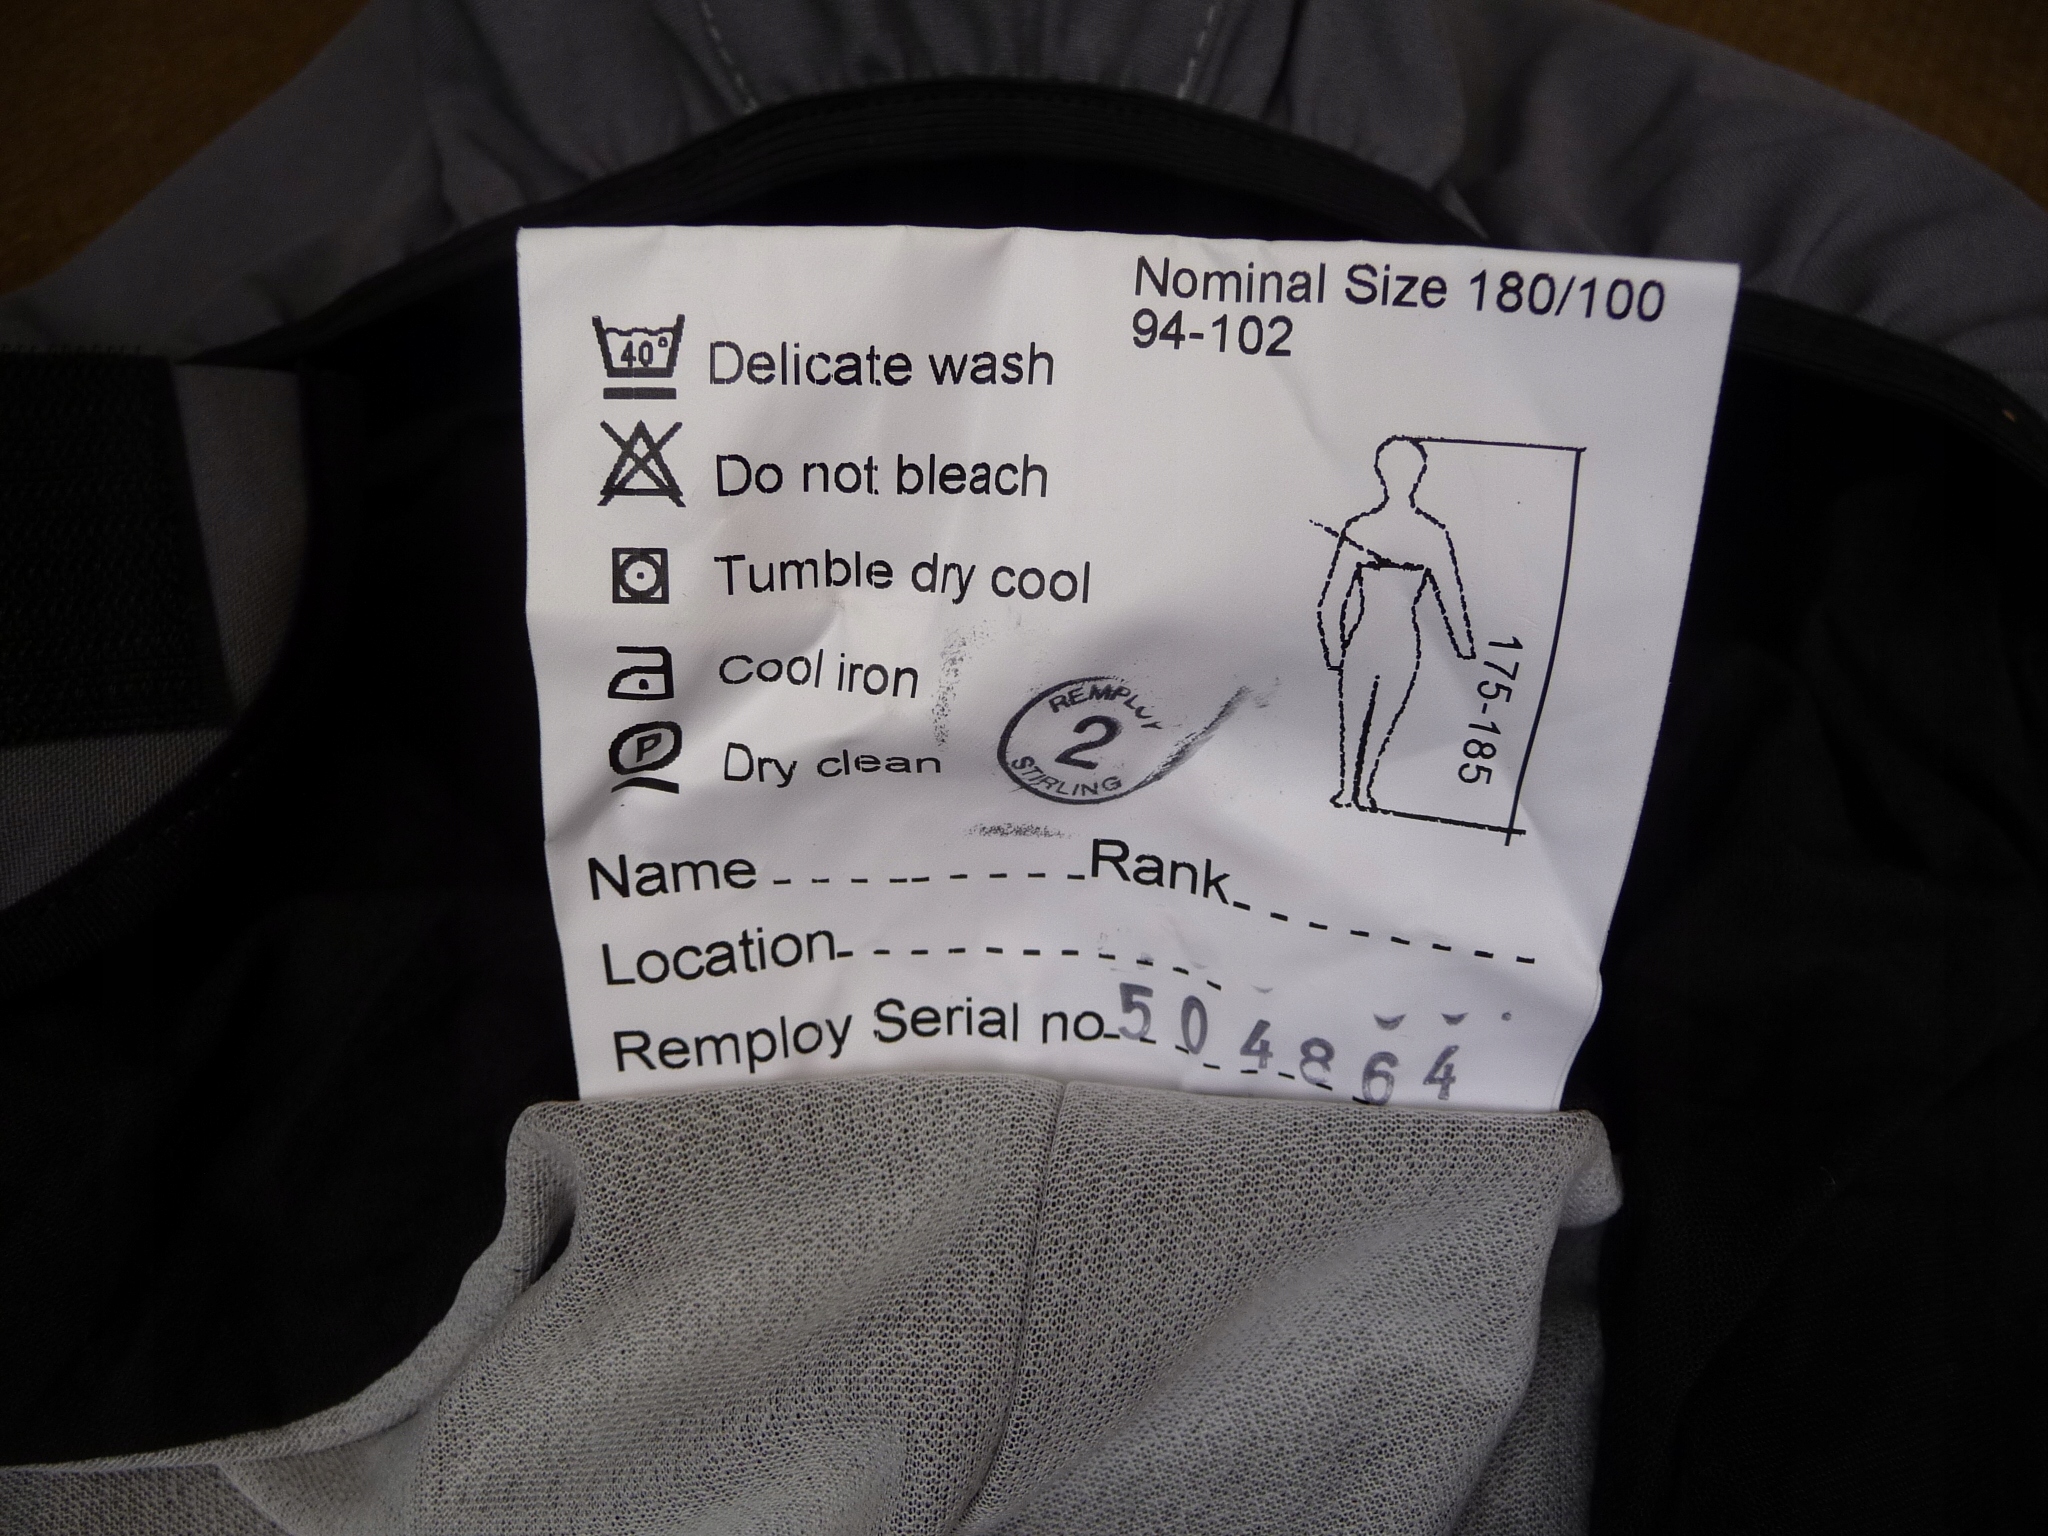 Nominal Size 180/100
94-102
40° Delicate wash
Do not bleach
Tumble dry cool
Cool iron
P Dry clean
REMPLOY
2
STIRLING
175-185
Name Rank
Location
Remploy Serial no 504864